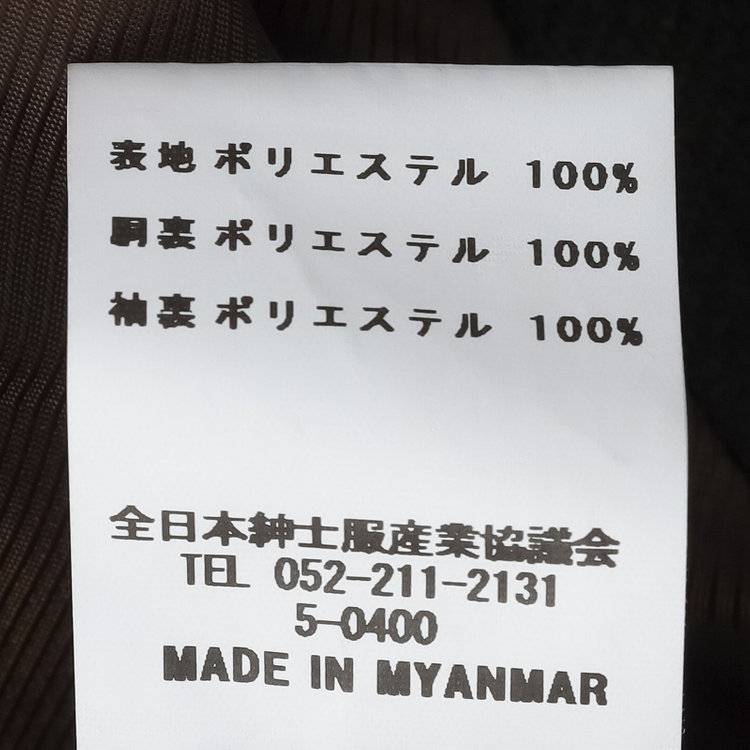 表地 ポリエステル 100%
胴裏 ポリエステル 100%
袖裏 ポリエステル 100%
全日本紳士服産業協議会
TEL 052-211-2131
5-0400
MADE IN MYANMAR